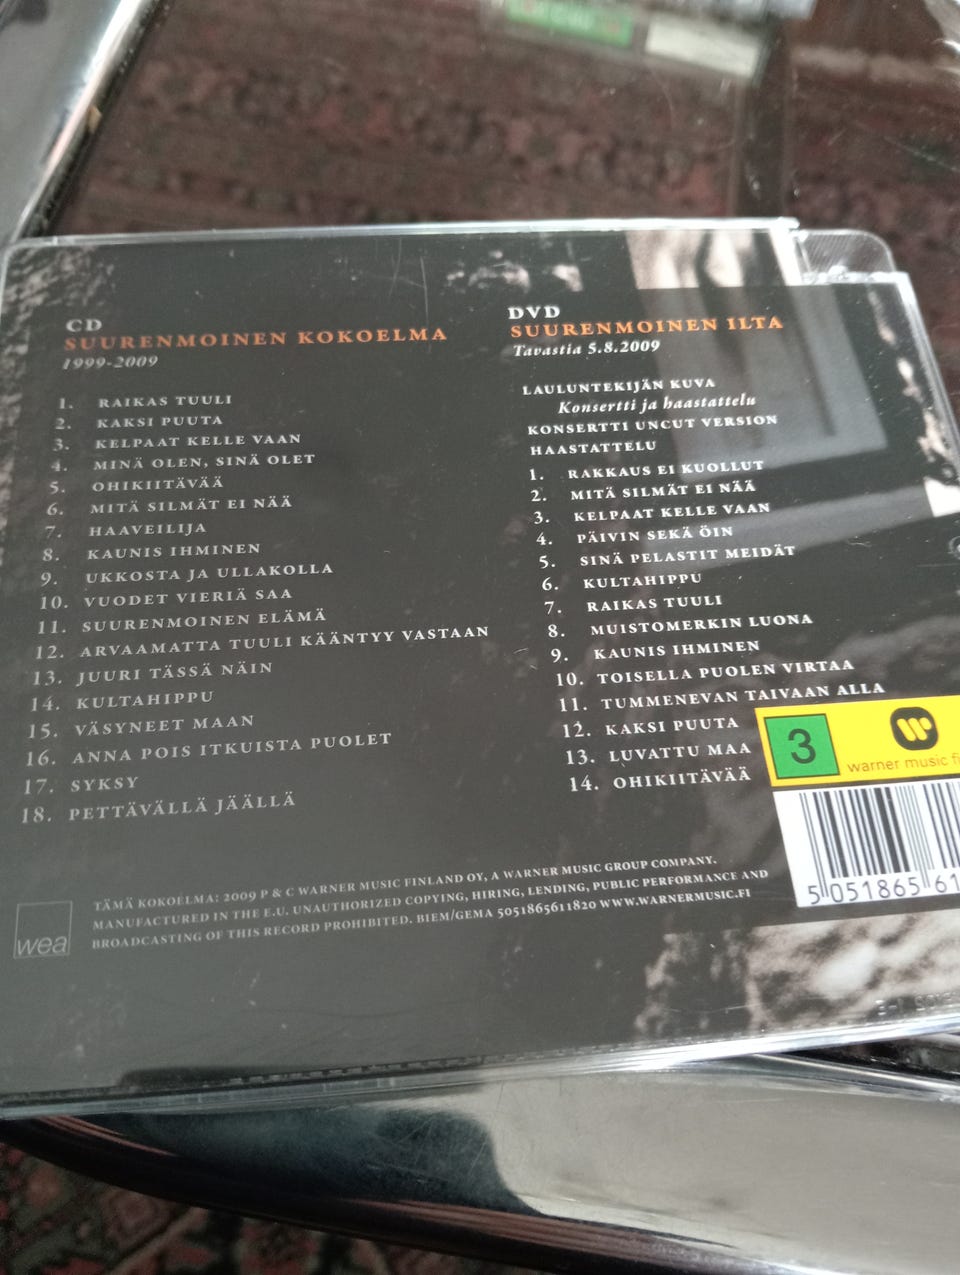 CD
SUURENMOINEN KOKOELMA
1999-2009
1. RAIKAS TUULI
2. KAKSI PUUTA
3. KELPAAT KELLE VAAN
4. MINÄ OLEN, SINÄ OLET
5. OHIKIITÄVÄÄ
6. MITÄ SILMÄT EI NÄÄ
7. HAAVEILIJA
8. KAUNIS IHMINEN
9. UKKOSTA JA ULLAKOLLA
10. VUODET VIERIÄ SAA
11. SUURENMOINEN ELÄMÄ
12. ARVAAMATTA TUULI KÄÄNTYY VASTAAN
13. JUURI TÄSSÄ NÄIN
14. KULTAHIPPU
15. VÄSYNEET MAAN
16. ANNA POIS ITKUISTA PUOLET
17. SYKSY
18. PETTÄVÄLLÄ JÄÄLLÄ
DVD
SUURENMOINEN ILTA
Tavastia 5.8.2009
LAULUNTEKIJÄN KUVA
Konsertti ja haastattelu
KONSERTTI UNCUT VERSION
HAASTATTELU
1. RAKKAUS EI KUOLLUT
2. MITÄ SILMÄT EI NÄÄ
3. KELPAAT KELLE VAAN
4. PÄIVIN SEKÄ ÖIN
5. SINÄ PELASTIT MEIDÄT
6. KULTAHIPPU
7. RAIKAS TUULI
8. MUISTOMERKIN LUONA
9. KAUNIS IHMINEN
10. TOISELLA PUOLEN VIRTAA
11. TUMMENEVAN TAIVAAN ALLA
12. KAKSI PUUTA
13. LUVATTU MAA
14. OHIKIITÄVÄÄ
3
warner music fi
5 051865 61
wea
TÄMÄ KOKOELMA: 2009 P & C WARNER MUSIC FINLAND OY, A WARNER MUSIC GROUP COMPANY.
MANUFACTURED IN THE E.U. UNAUTHORIZED COPYING, HIRING, LENDING, PUBLIC PERFORMANCE AND
BROADCASTING OF THIS RECORD PROHIBITED. BIEM/GEMA 5051865611820 WWW.WARNERMUSIC.FI